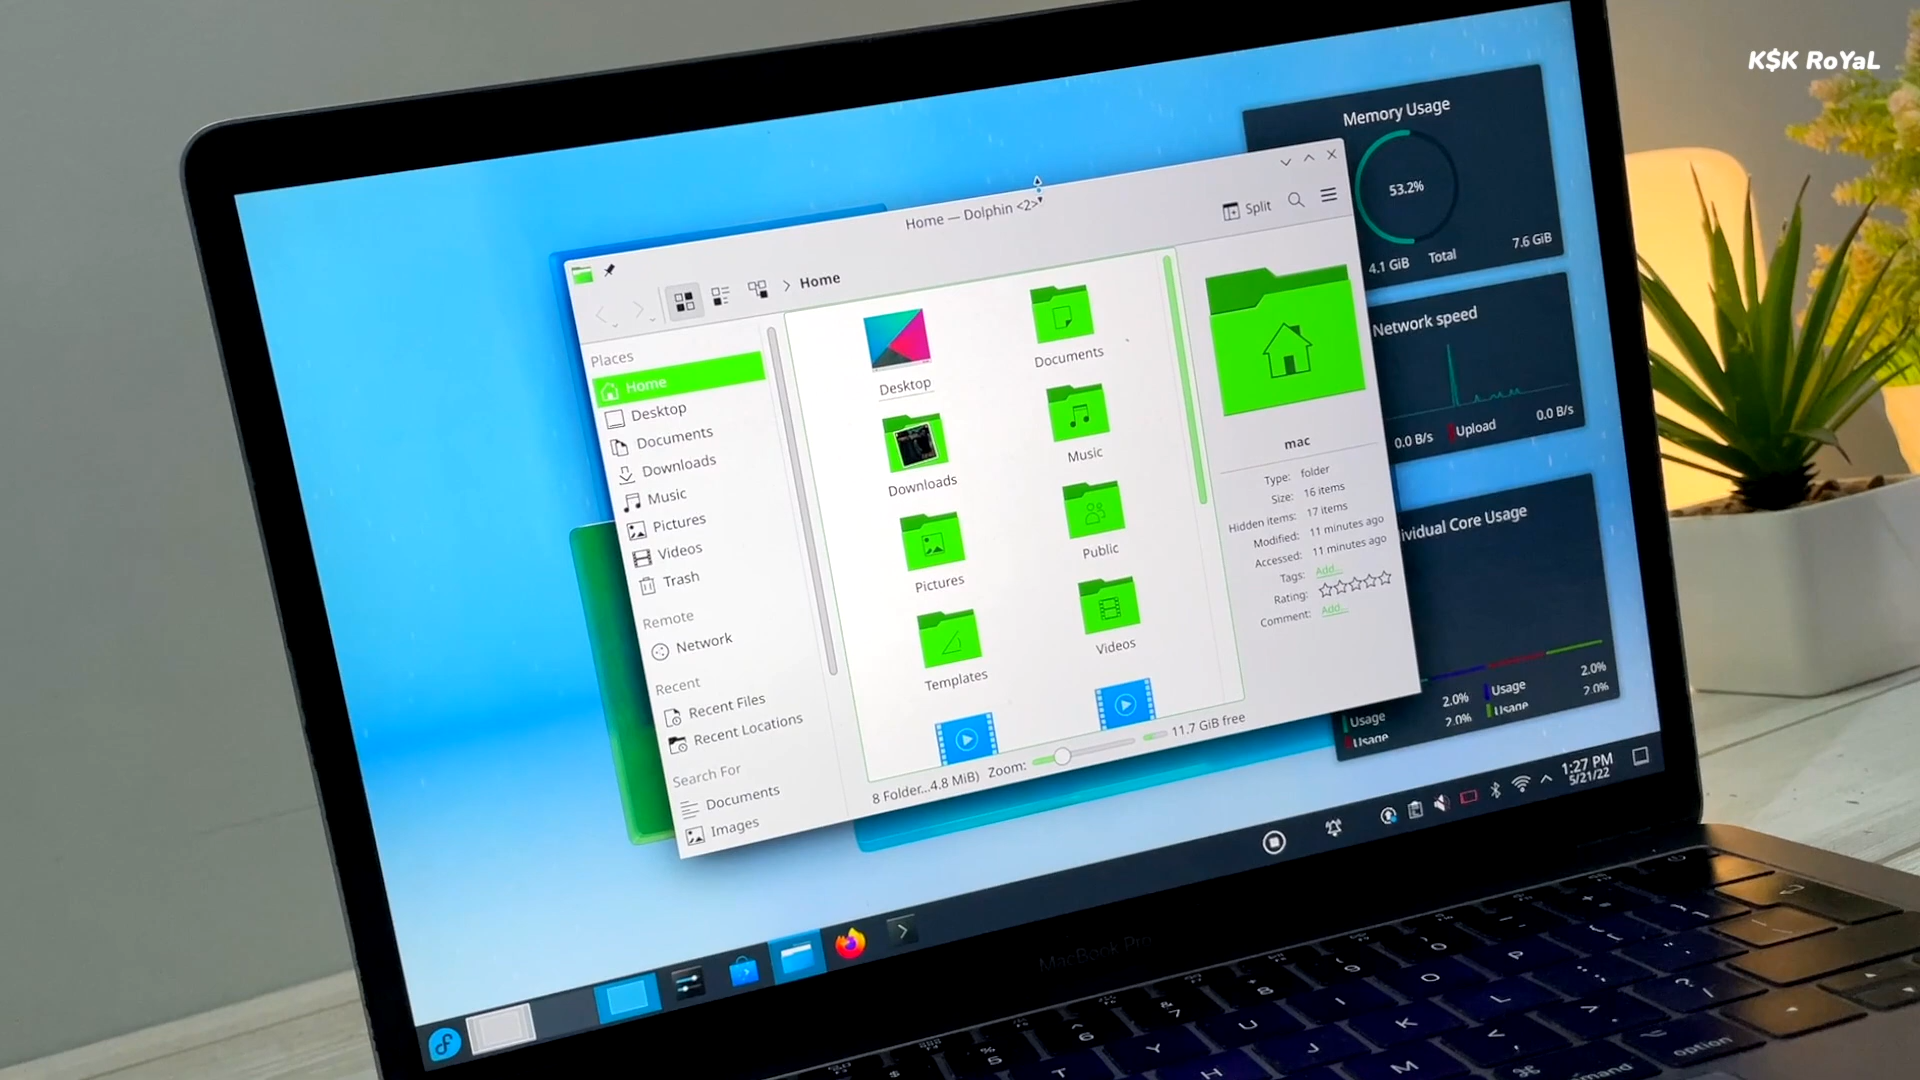 K$K RoYaL
Memory Usage
53.2%
4.1 GiB Total 7.6 GiB
Network speed
0.0 B/s Upload 0.0 B/s
ividual Core Usage
2.0% Usage 2.0%
Usage 2.0% Usage 2.0%
Usage
Home — Dolphin <2>
Split
Home
Places
Home
Desktop
Documents
Downloads
Music
Pictures
Videos
Trash
Remote
Network
Recent
Recent Files
Recent Locations
Search For
Documents
Images
Desktop
Documents
Downloads
Music
Pictures
Public
Templates
Videos
8 Folder...4.8 MiB) Zoom: 11.7 GiB free
mac
Type: folder
Size: 16 items
Hidden items: 17 items
Modified: 11 minutes ago
Accessed: 11 minutes ago
Tags: Add...
Rating:
Comment: Add...
1:27 PM
5/21/22
MacBook Pro
O P
U I L
T Y J K
H M
option